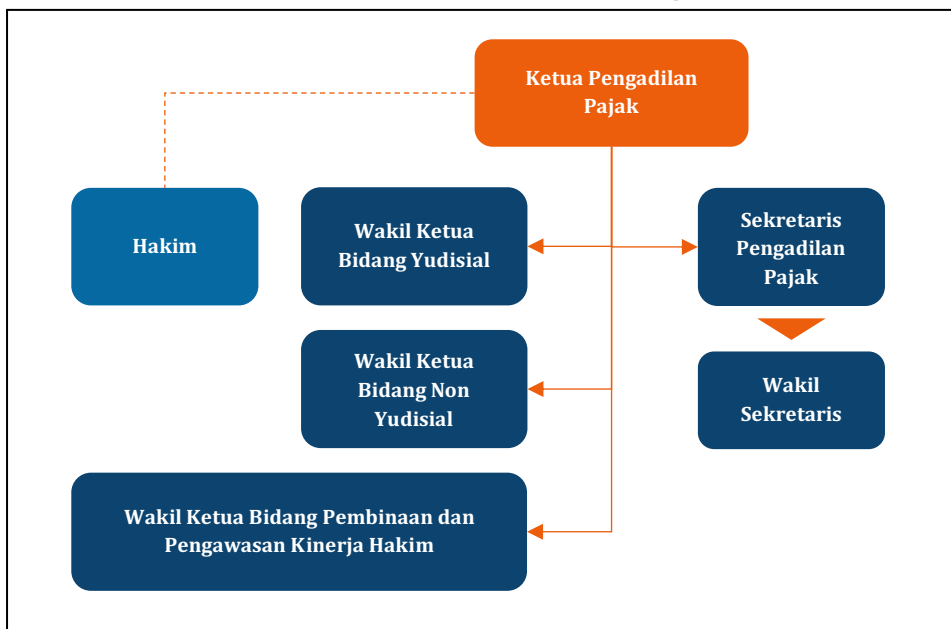 Ketua Pengadilan
Pajak
Hakim
Wakil Ketua
Bidang Yudisial
Sekretaris
Pengadilan
Pajak
Wakil Ketua
Bidang Non
Yudisial
Wakil
Sekretaris
Wakil Ketua Bidang Pembinaan dan
Pengawasan Kinerja Hakim